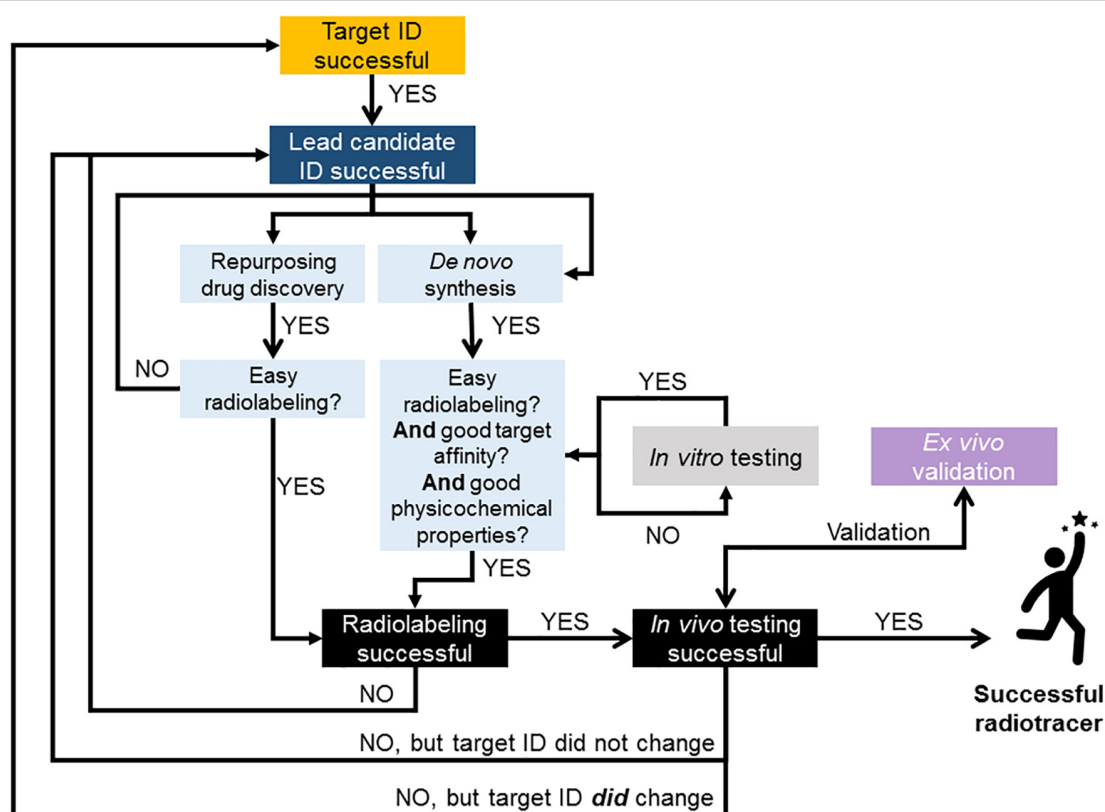 Target ID
successful
YES
Lead candidate
ID successful
Repurposing
drug discovery
De novo
synthesis
YES
YES
NO
Easy
radiolabeling?
Easy
radiolabeling?
And good target
affinity?
And good
physicochemical
properties?
YES
In vitro testing
NO
Ex vivo
validation
YES
Validation
YES
Radiolabeling
successful
YES
In vivo testing
successful
YES
Successful
radiotracer
NO
NO, but target ID did not change
NO, but target ID did change